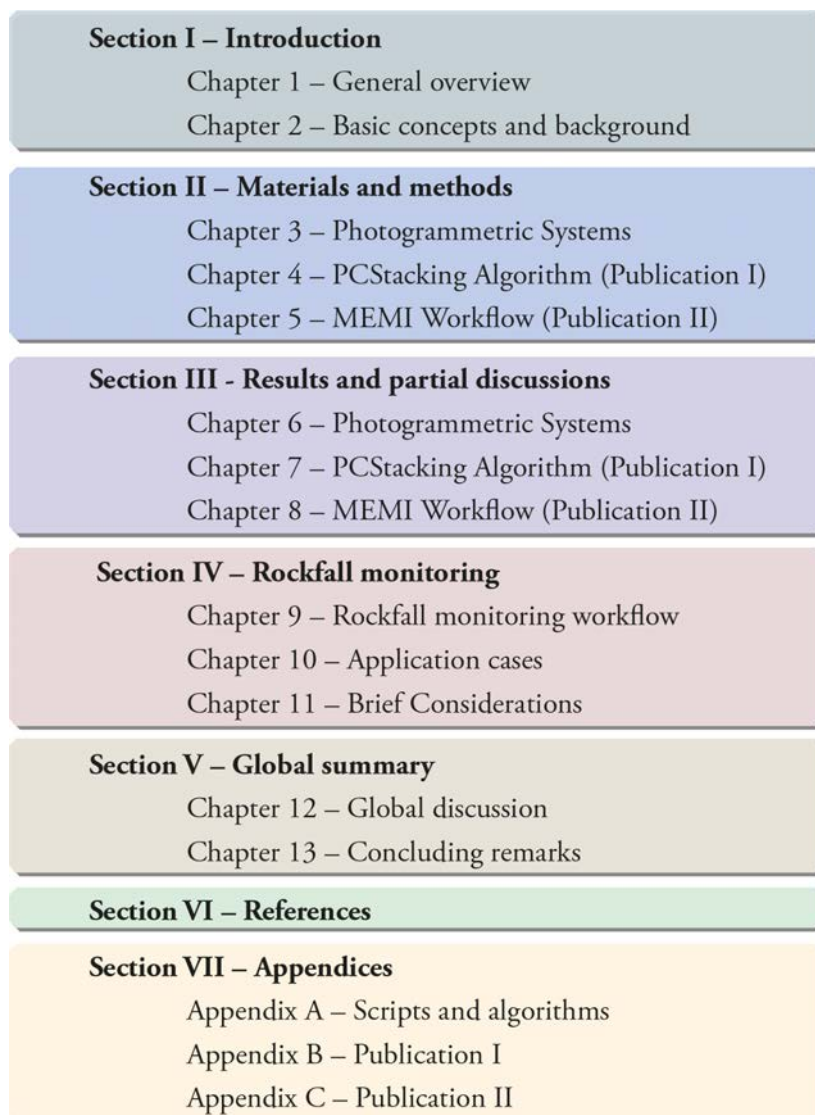 Section I – Introduction
Chapter 1 – General overview
Chapter 2 – Basic concepts and background
Section II – Materials and methods
Chapter 3 – Photogrammetric Systems
Chapter 4 – PCStacking Algorithm (Publication I)
Chapter 5 – MEMI Workflow (Publication II)
Section III - Results and partial discussions
Chapter 6 – Photogrammetric Systems
Chapter 7 – PCStacking Algorithm (Publication I)
Chapter 8 – MEMI Workflow (Publication II)
Section IV – Rockfall monitoring
Chapter 9 – Rockfall monitoring workflow
Chapter 10 – Application cases
Chapter 11 – Brief Considerations
Section V – Global summary
Chapter 12 – Global discussion
Chapter 13 – Concluding remarks
Section VI – References
Section VII – Appendices
Appendix A – Scripts and algorithms
Appendix B – Publication I
Appendix C – Publication II